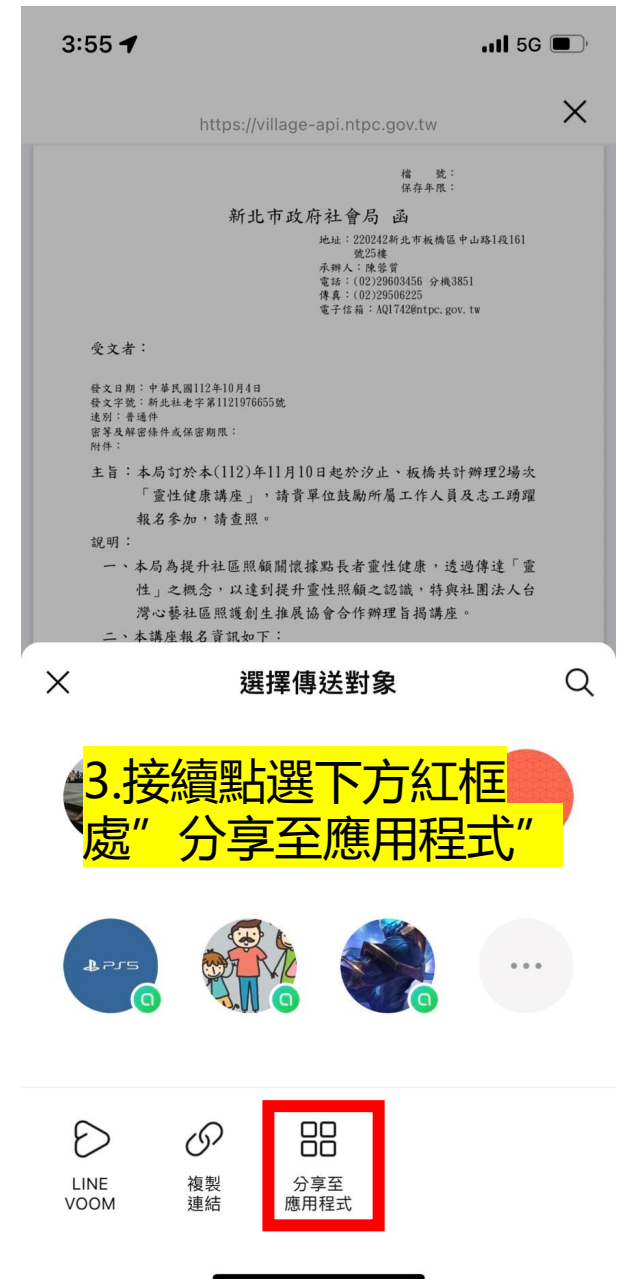 3:55
5G
https://village-api.ntpc.gov.tw
檔 號：
保存年限：
新北市政府社會局 函
地址：220242新北市板橋區中山路1段161
號25樓
承辦人：陳蓉質
電話：(02)29603456 分機3851
傳真：(02)29506225
電子信箱：AQ1742@ntpc.gov.tw
受文者：
發文日期：中華民國112年10月4日
發文字號：新北社老字第1121976655號
速別：普通件
密等及解密條件或保密期限：
附件：
主旨：本局訂於本(112)年11月10日起於汐止、板橋共計辦理2場次
「靈性健康講座」，請貴單位鼓勵所屬工作人員及志工踴躍
報名參加，請查照。
說明：
一、本局為提升社區照顧關懷據點長者靈性健康，透過傳達「靈
性」之概念，以達到提升靈性照顧之認識，特與社團法人台
灣心藝社區照護創生推展協會合作辦理旨揭講座。
二、本講座報名資訊如下：
選擇傳送對象
3.接續點選下方紅框
處”分享至應用程式”
PS5
LINE
VOOM
複製
連結
分享至
應用程式